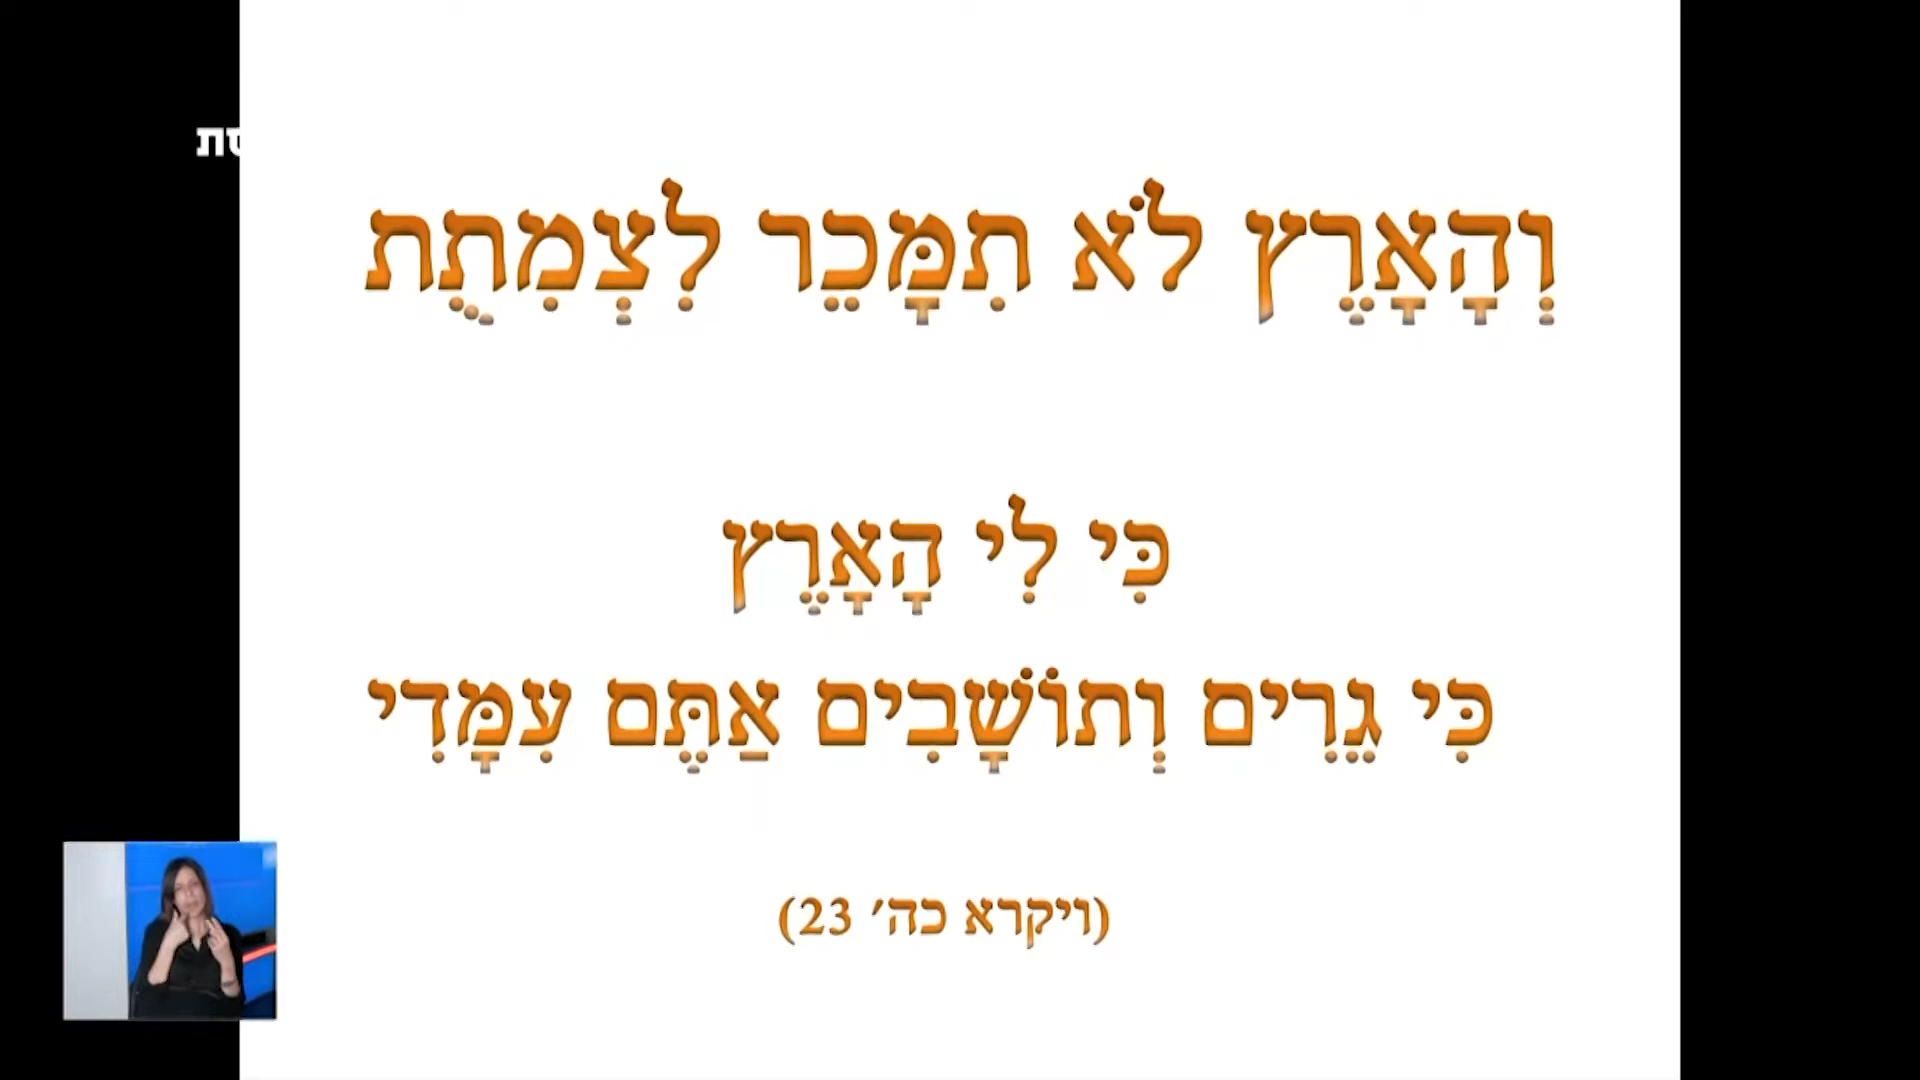 וְהָאָרֶץ לֹא תִמָּכֵר לִצְמִתֻת
כִּי לִי הָאָרֶץ
כִּי גֵרִים וְתוֹשָׁבִים אַתֶּם עִמָּדִי
(ויקרא כה׳ 23)